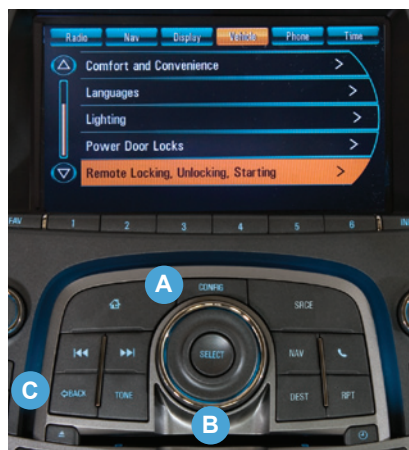 Radio Nav Display Vehicle Phone Time
Comfort and Convenience >
Languages >
Lighting >
Power Door Locks >
Remote Locking, Unlocking, Starting >
FAV 1 2 3 4 5 6
A CONFIG
SRCE
SELECT NAV
C BACK TONE
B DEST RPT